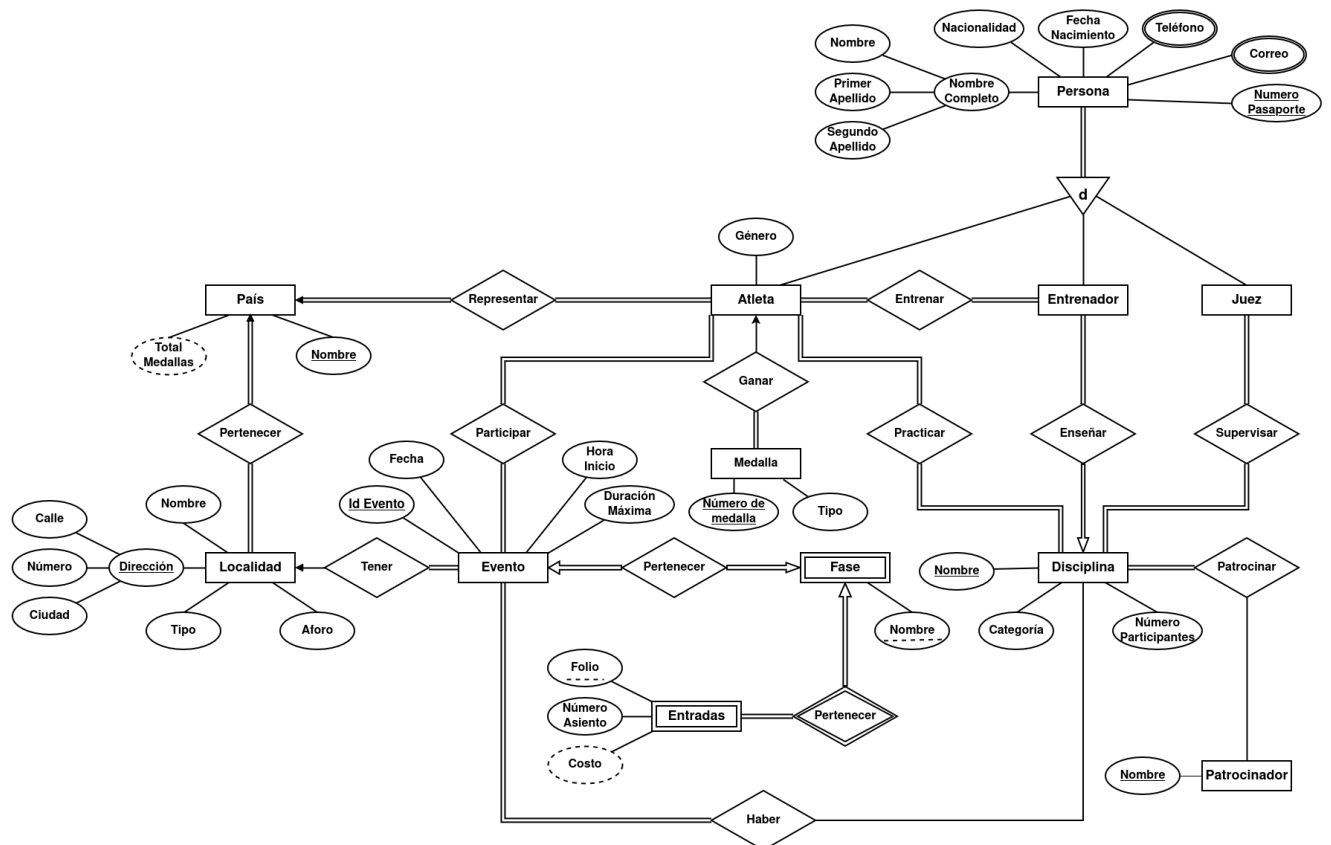 Nacionalidad
Fecha
Nacimiento
Teléfono
Nombre
Correo
Primer
Apellido
Nombre
Completo
Persona
Numero
Pasaporte
Segundo
Apellido
d
Género
País
Representar
Atleta
Entrenar
Entrenador
Juez
Total
Medallas
Nombre
Ganar
Pertenecer
Participar
Practicar
Enseñar
Supervisar
Fecha
Hora
Inicio
Medalla
Nombre
Id Evento
Duración
Máxima
Número de
medalla
Tipo
Calle
Número
Dirección
Localidad
Tener
Evento
Pertenecer
Fase
Nombre
Disciplina
Patrocinar
Ciudad
Tipo
Aforo
Nombre
Categoría
Número
Participantes
Folio
Número
Asiento
Entradas
Pertenecer
Costo
Nombre
Patrocinador
Haber